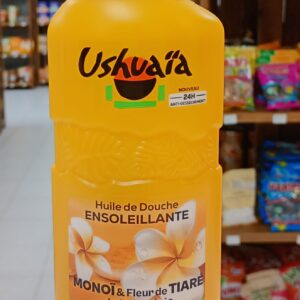 Ushuaïa
NOUVEAU
24H
ANTI-DESSÈCHEMENT*
Huile de Douche
ENSOLEILLANTE
MONOÏ & Fleur de TIARÉ